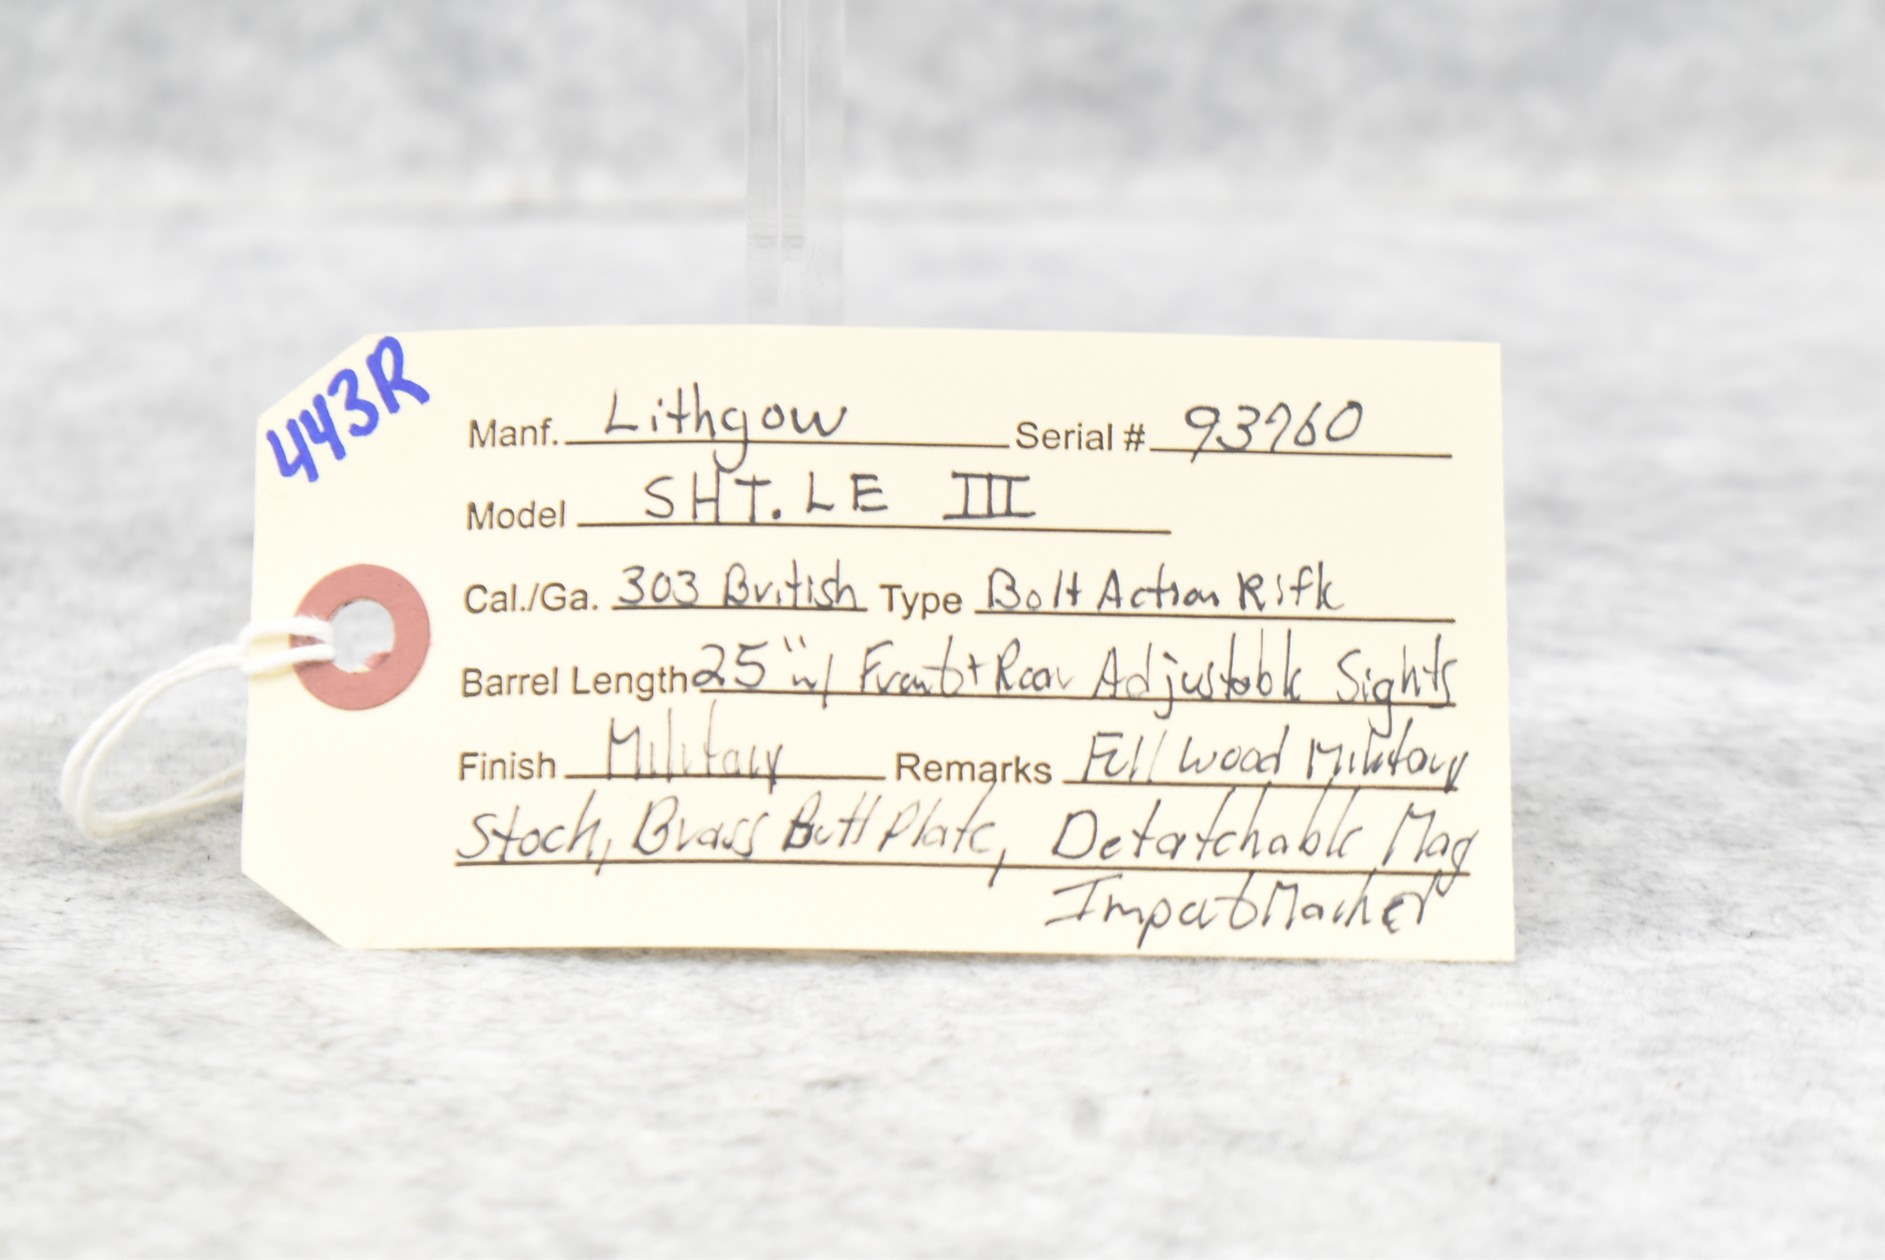 443R
Manf. Lithgow Serial # 93760
Model SHT. LE III
Cal./Ga. 303 British Type Bolt Action Rifle
Barrel Length 25" w/ Front + Rear Adjustable Sights
Finish Military Remarks Full Wood Military
Stock, Brass Butt Plate, Detatchable Mag
Import Marked